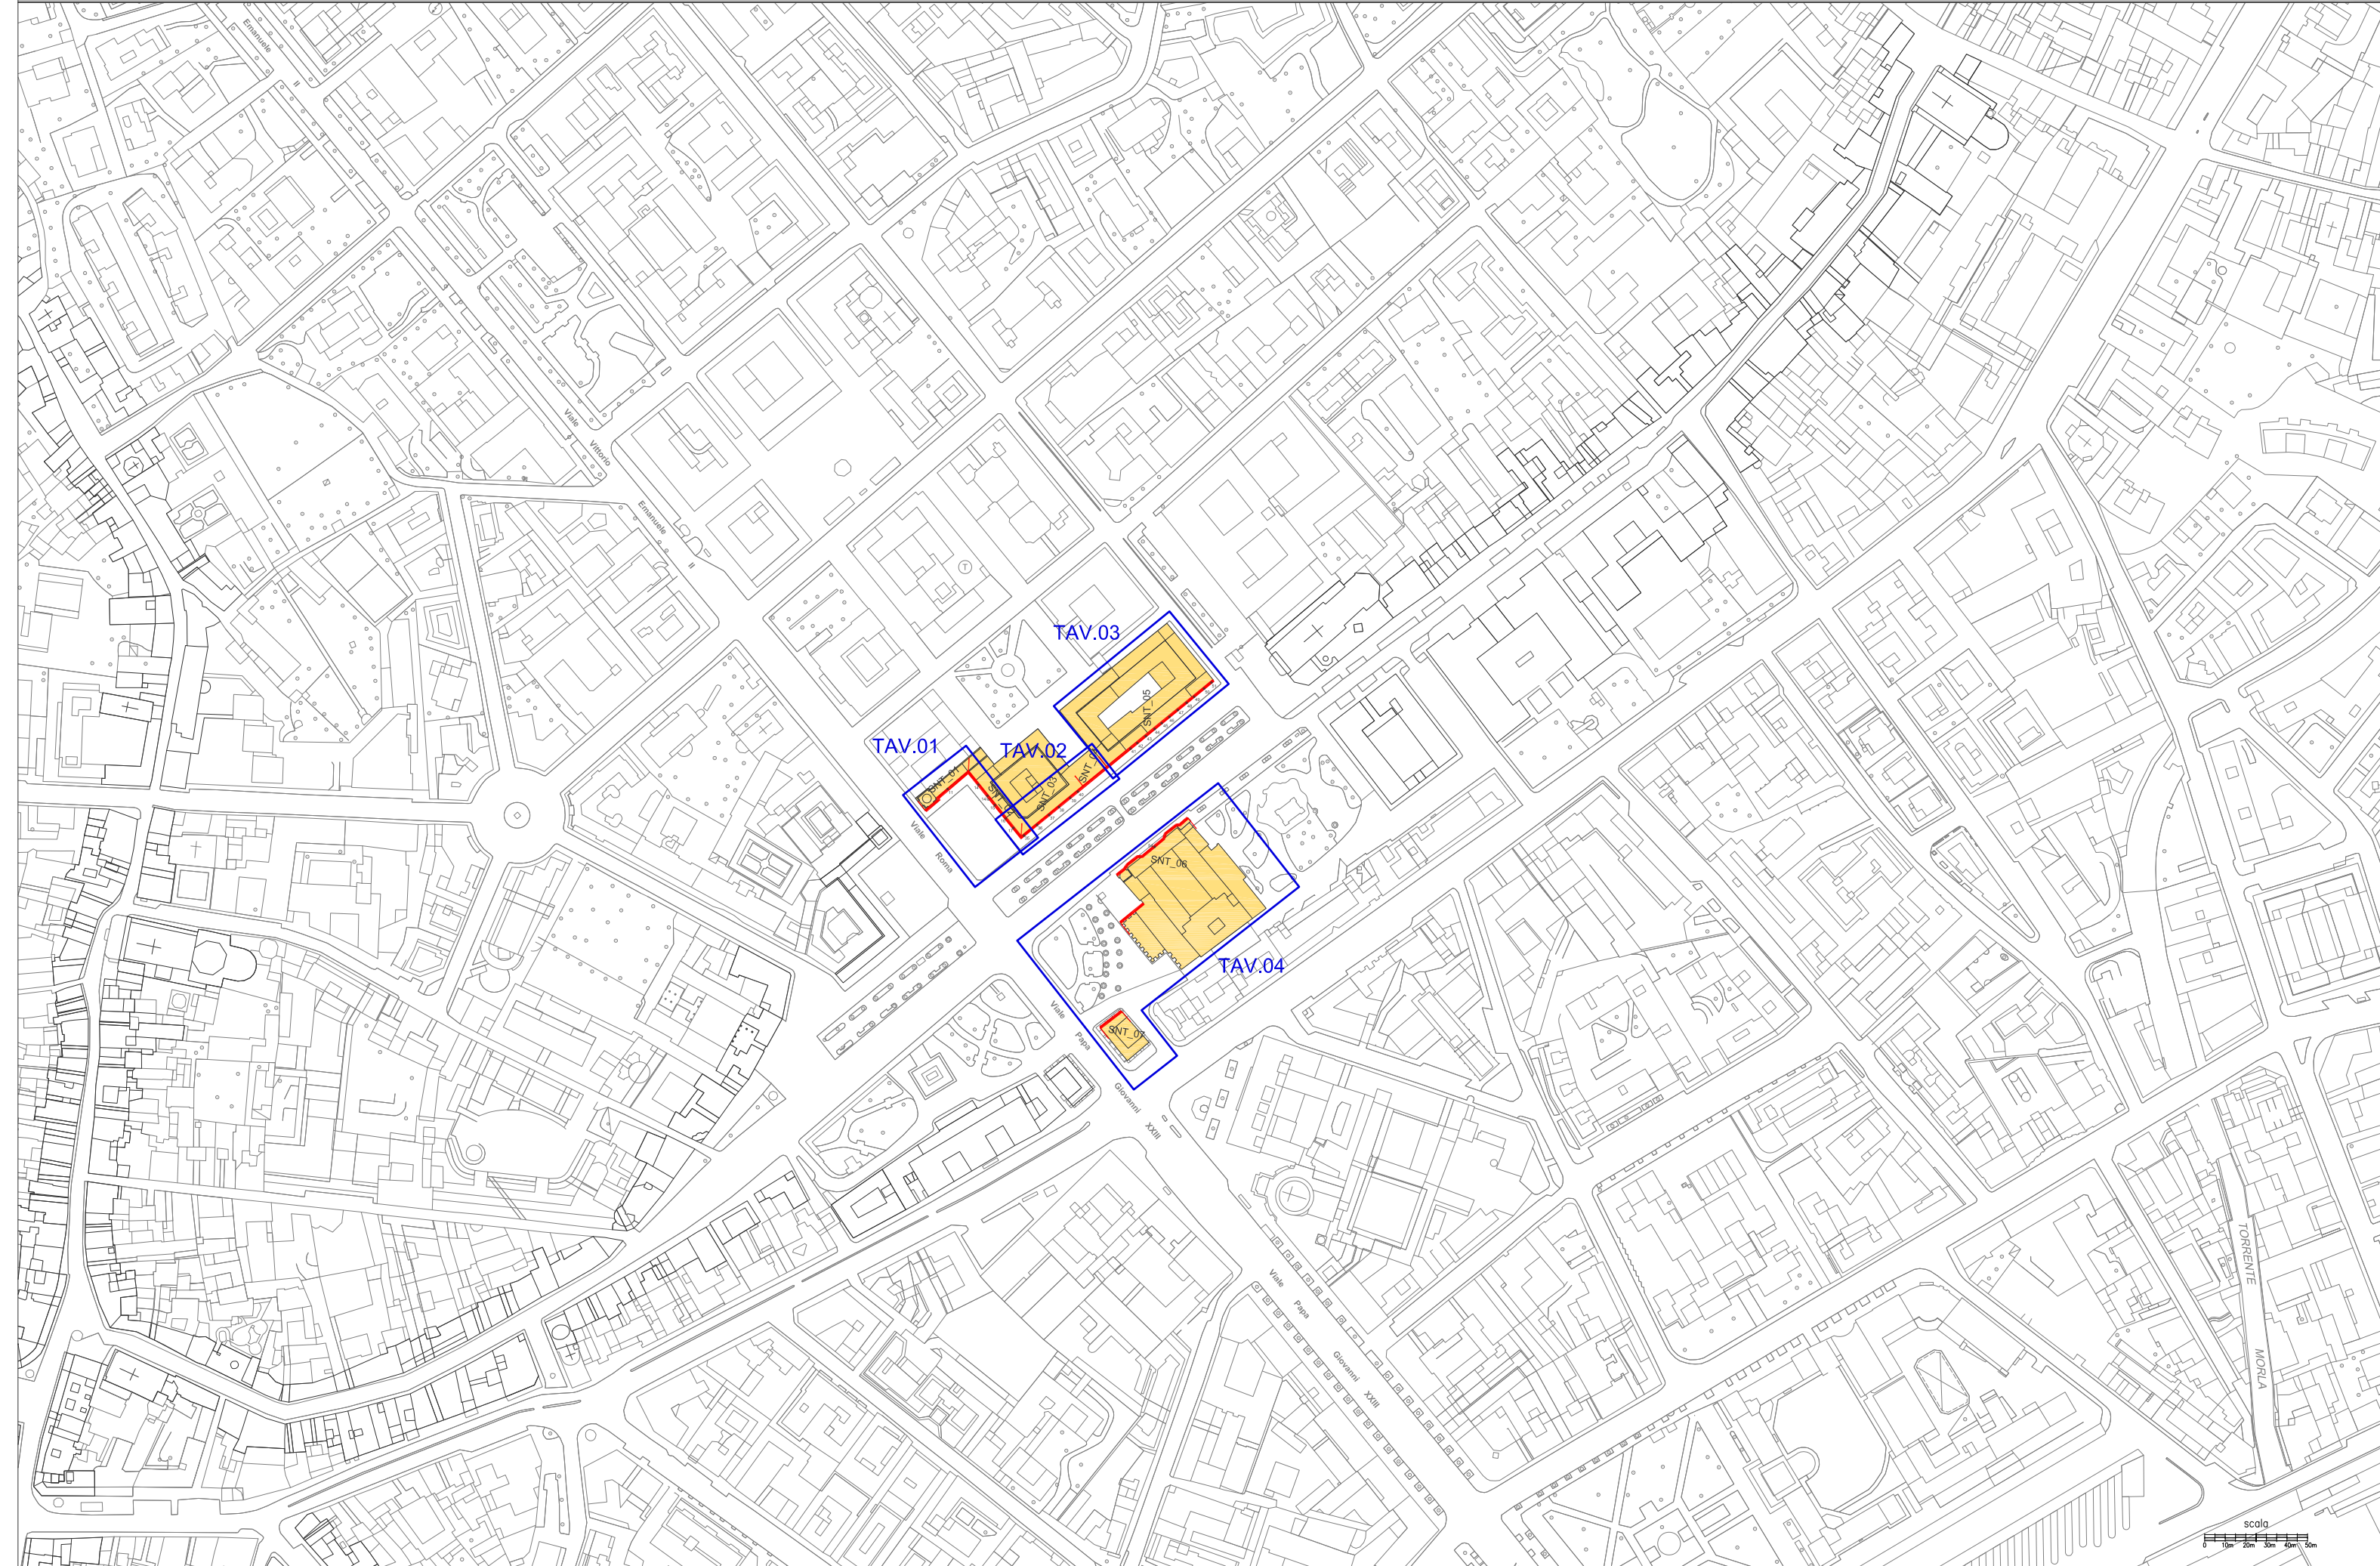 Emanuele
Viale
Vittorio
Emanuele
T
TAV.03
SNT_05
TAV.01
TAV.02
SNT_01
SNT_03
Viale
Roma
SNT_06
TAV.04
SNT_07
Viale
Papa
Giovanni
XXIII
Viale
Papa
Giovanni
XXIII
TORRENTE
MORLA
scala
0 10m 20m 30m 40m 50m